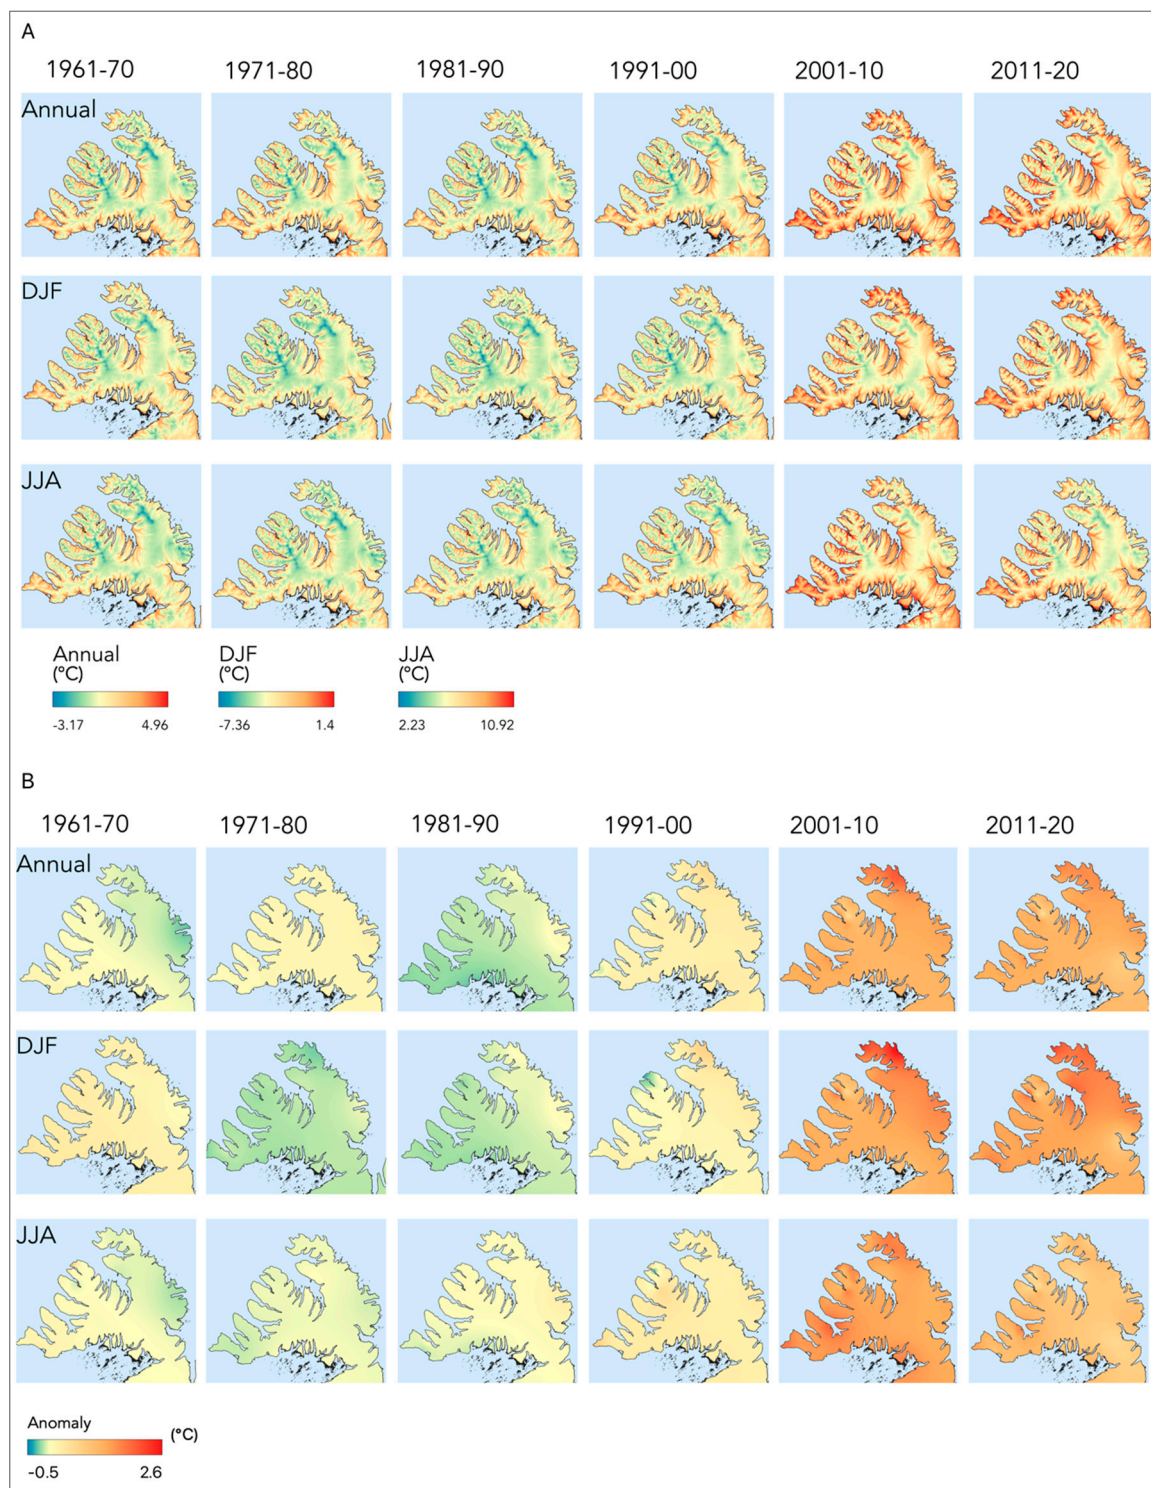 A
1961-70 1971-80 1981-90 1991-00 2001-10 2011-20
Annual
DJF
JJA
Annual DJF JJA
(°C) (°C) (°C)
-3.17 4.96 -7.36 1.4 2.23 10.92
B
1961-70 1971-80 1981-90 1991-00 2001-10 2011-20
Annual
DJF
JJA
Anomaly (°C)
-0.5 2.6